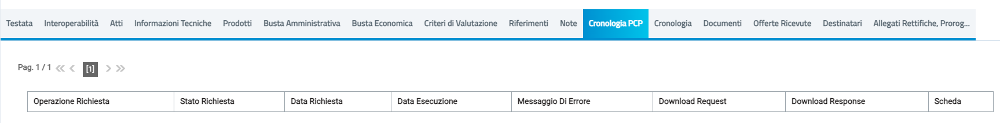 Testata Interoperabilità Atti Informazioni Tecniche Prodotti Busta Amministrativa Busta Economica Criteri di Valutazione Riferimenti Note Cronologia PCP Cronologia Documenti Offerte Ricevute Destinatari Allegati Rettifiche, Prorog...
Pag. 1 / 1 [1]
Operazione Richiesta Stato Richiesta Data Richiesta Data Esecuzione Messaggio Di Errore Download Request Download Response Scheda